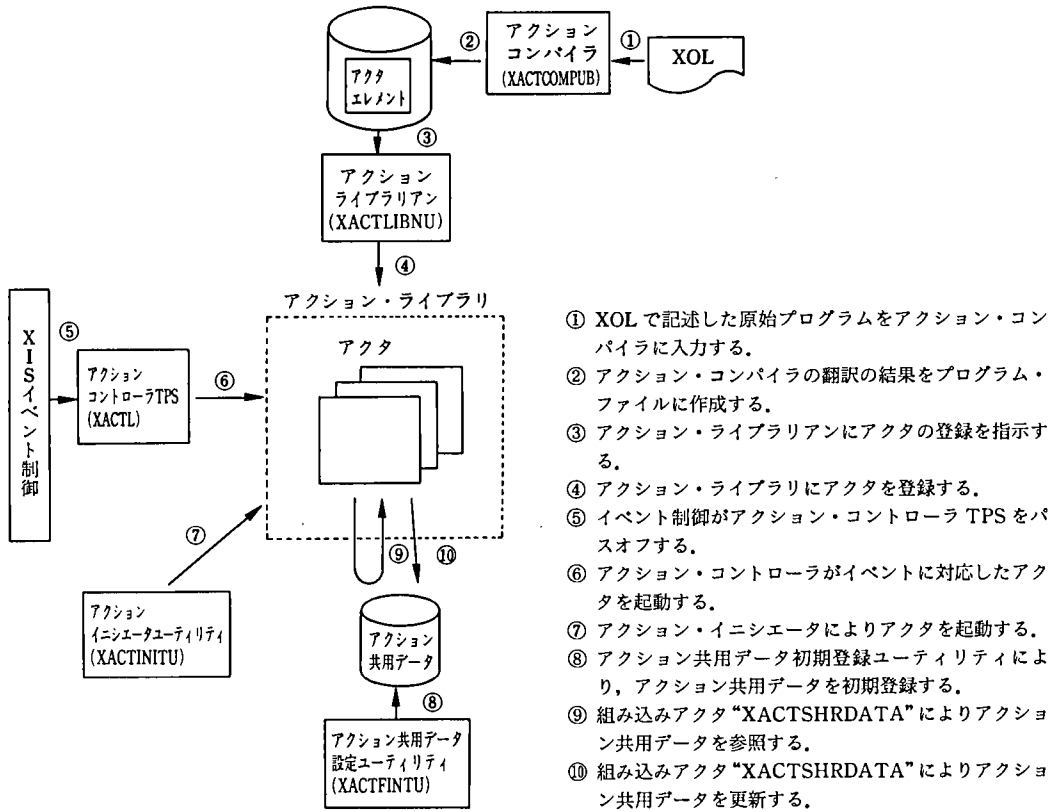 アクション
コンパイラ
(XACTCOMPUB)
②
①
XOL
アクタ
エレメント
③
アクション
ライブラリアン
(XACTLIBNU)
④
アクション・ライブラリ
XISイベント制御
⑤
アクション
コントローラTPS
(XACTL)
⑥
アクタ
⑦
⑨
⑩
アクション
イニシエータユーティリティ
(XACTINITU)
アクション
共用データ
⑧
アクション共用データ
設定ユーティリティ
(XACTFINTU)
① XOLで記述した原始プログラムをアクション・コン
パイラに入力する.
② アクション・コンパイラの翻訳の結果をプログラム・
ファイルに作成する.
③ アクション・ライブラリアンにアクタの登録を指示す
る.
④ アクション・ライブラリにアクタを登録する.
⑤ イベント制御がアクション・コントローラ TPS をパ
スオフする.
⑥ アクション・コントローラがイベントに対応したアク
タを起動する.
⑦ アクション・イニシエータによりアクタを起動する.
⑧ アクション共用データ初期登録ユーティリティによ
り，アクション共用データを初期登録する.
⑨ 組み込みアクタ“XACTSHRDATA”によりアクショ
ン共用データを参照する.
⑩ 組み込みアクタ“XACTSHRDATA”によりアクショ
ン共用データを更新する.